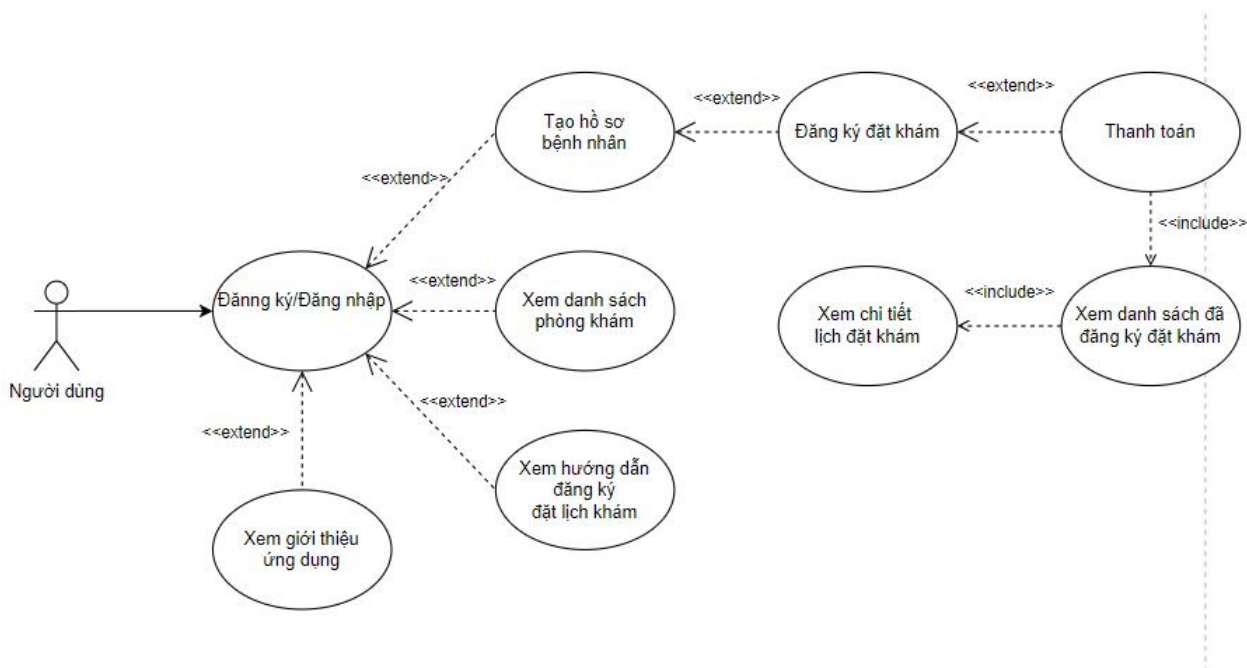 <<extend>>
<<extend>>
Tạo hồ sơ
bệnh nhân
Đăng ký đặt khám
Thanh toán
<<extend>>
<<include>>
Đănng ký/Đăng nhập
<<extend>>
Xem danh sách
phòng khám
Xem chi tiết
lịch đặt khám
<<include>>
Xem danh sách đã
đăng ký đặt khám
Người dùng
<<extend>>
<<extend>>
Xem hướng dẫn
đăng ký
đặt lịch khám
Xem giới thiệu
ứng dụng